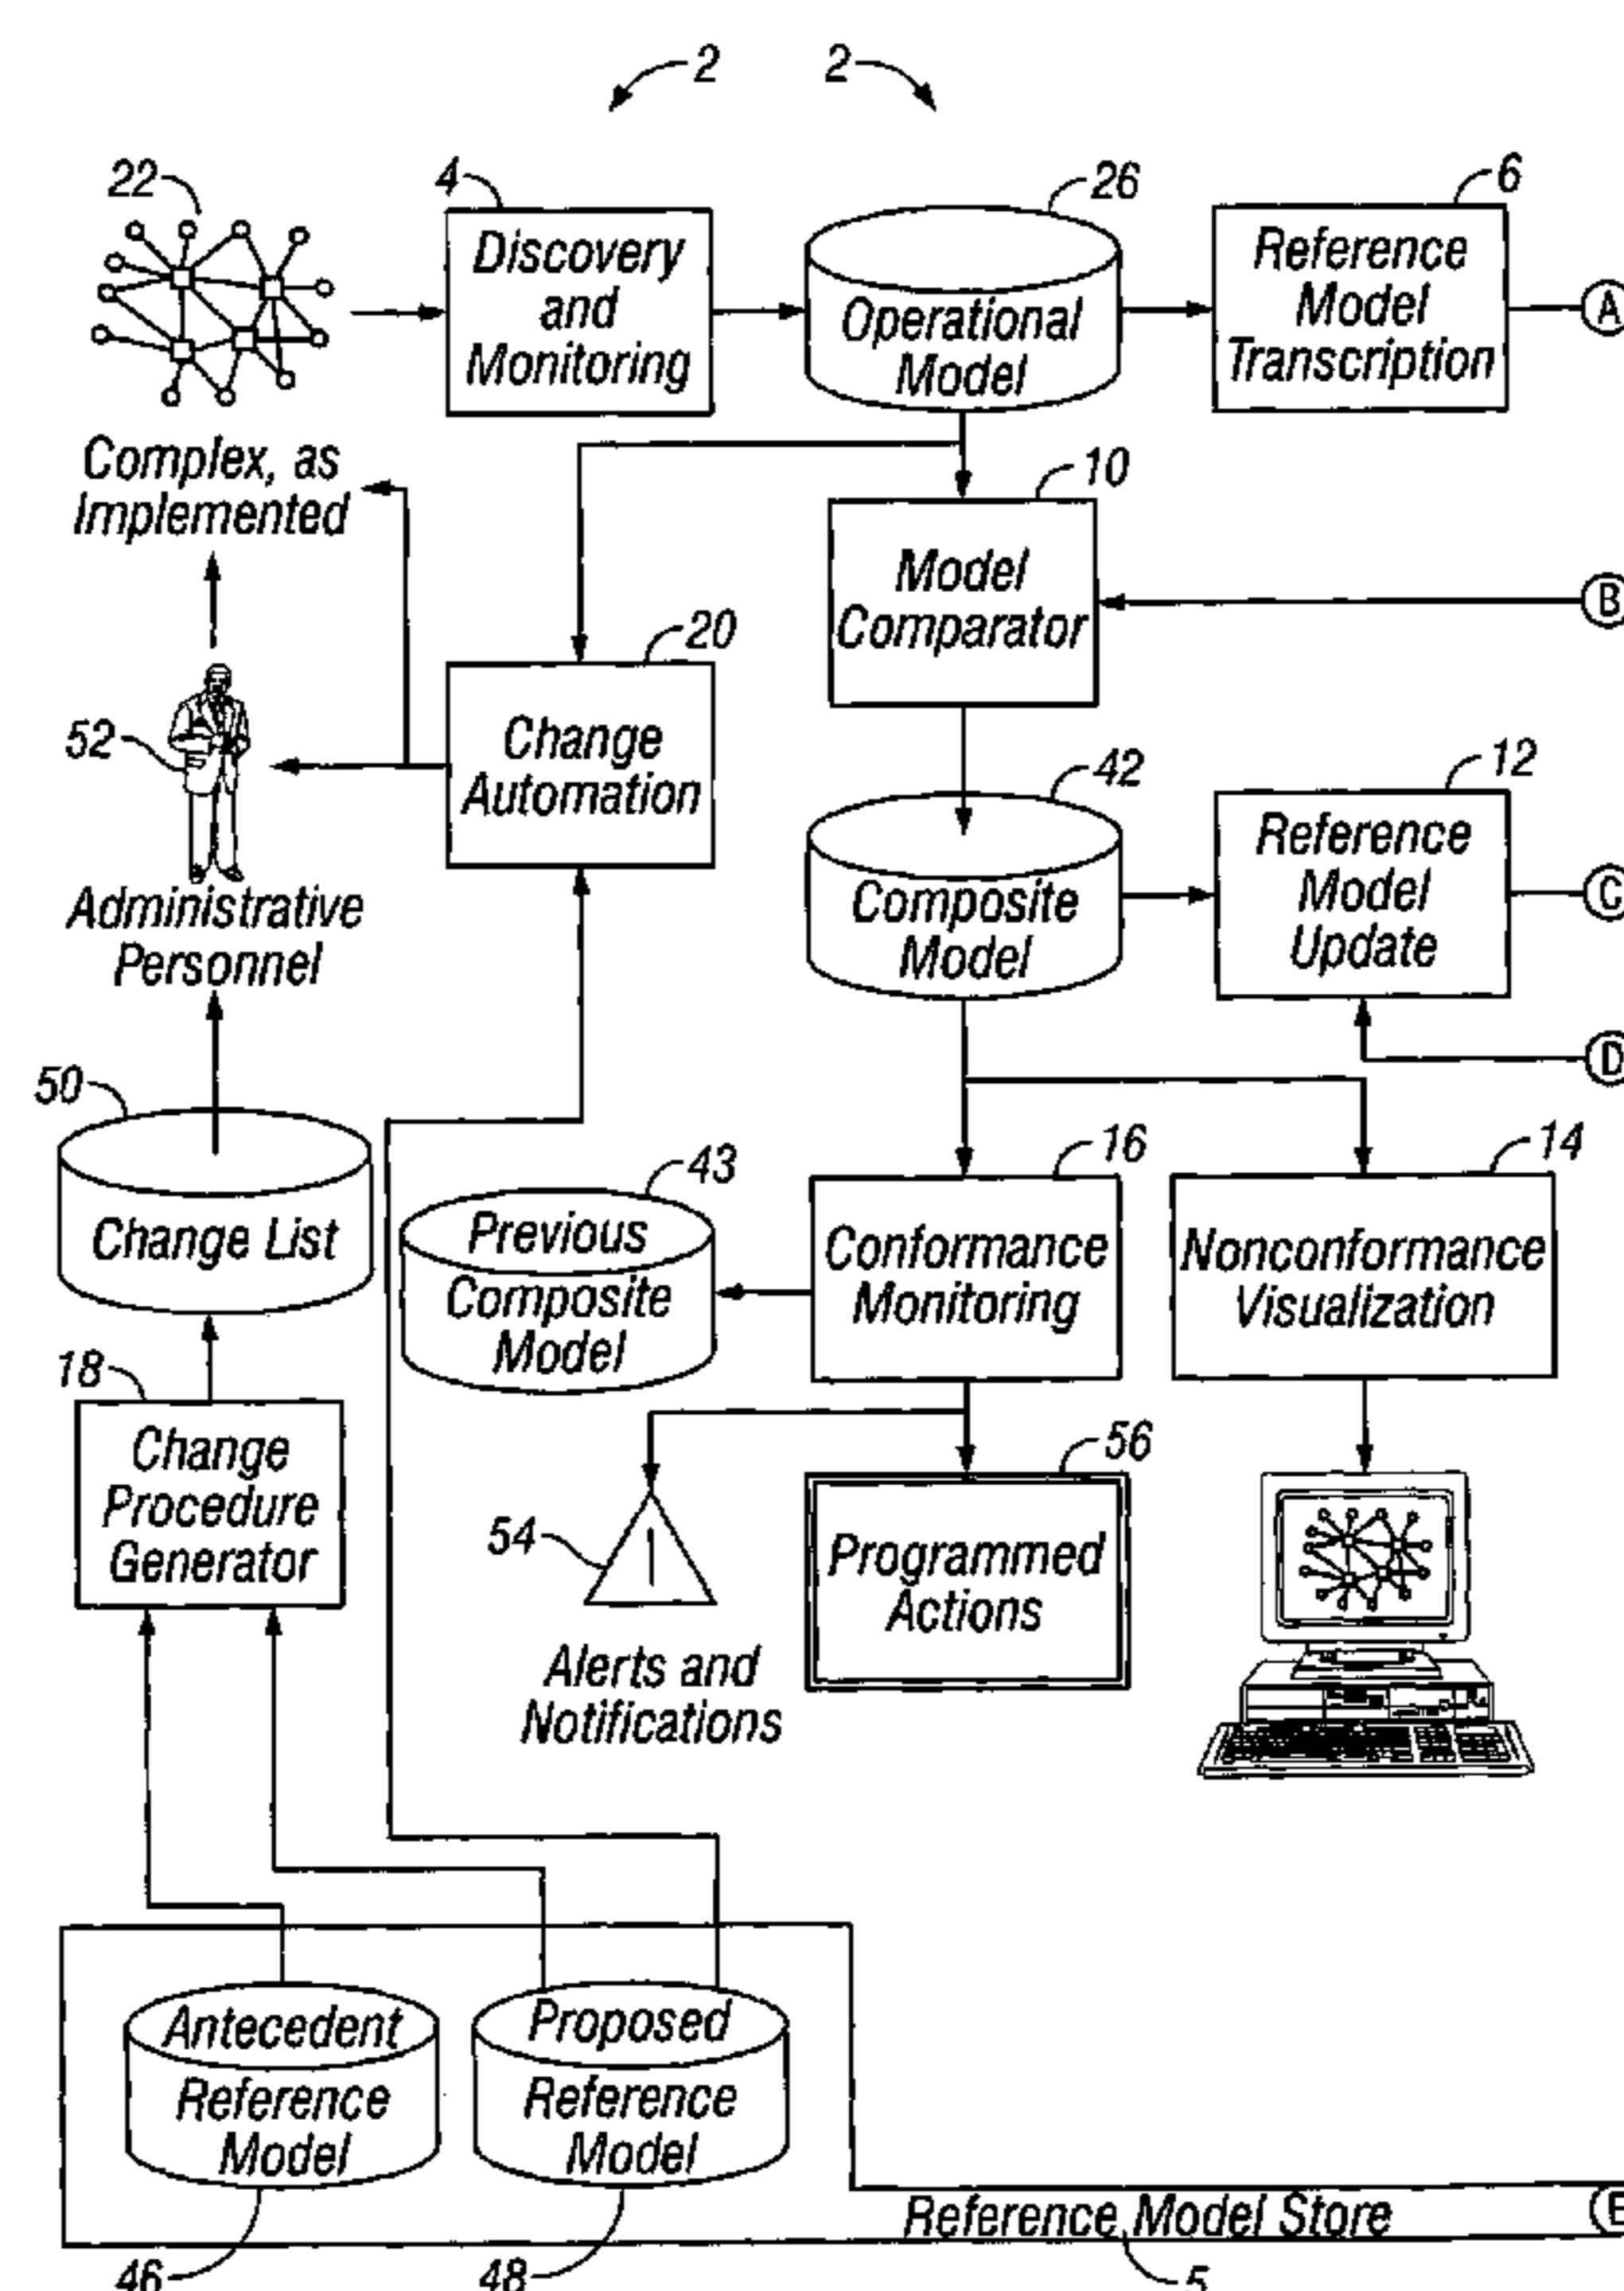 2 2
22
4
26
6
Discovery
and
Monitoring
Operational
Model
Reference
Model
Transcription
A
Complex, as
Implemented
10
Model
Comparator
B
20
Change
Automation
52
Administrative
Personnel
42
Composite
Model
12
Reference
Model
Update
C
D
50
Change List
43
Previous
Composite
Model
16
Conformance
Monitoring
14
Nonconformance
Visualization
18
Change
Procedure
Generator
54
Alerts and
Notifications
56
Programmed
Actions
Antecedent
Reference
Model
Proposed
Reference
Model
Reference Model Store
E
46
48
5